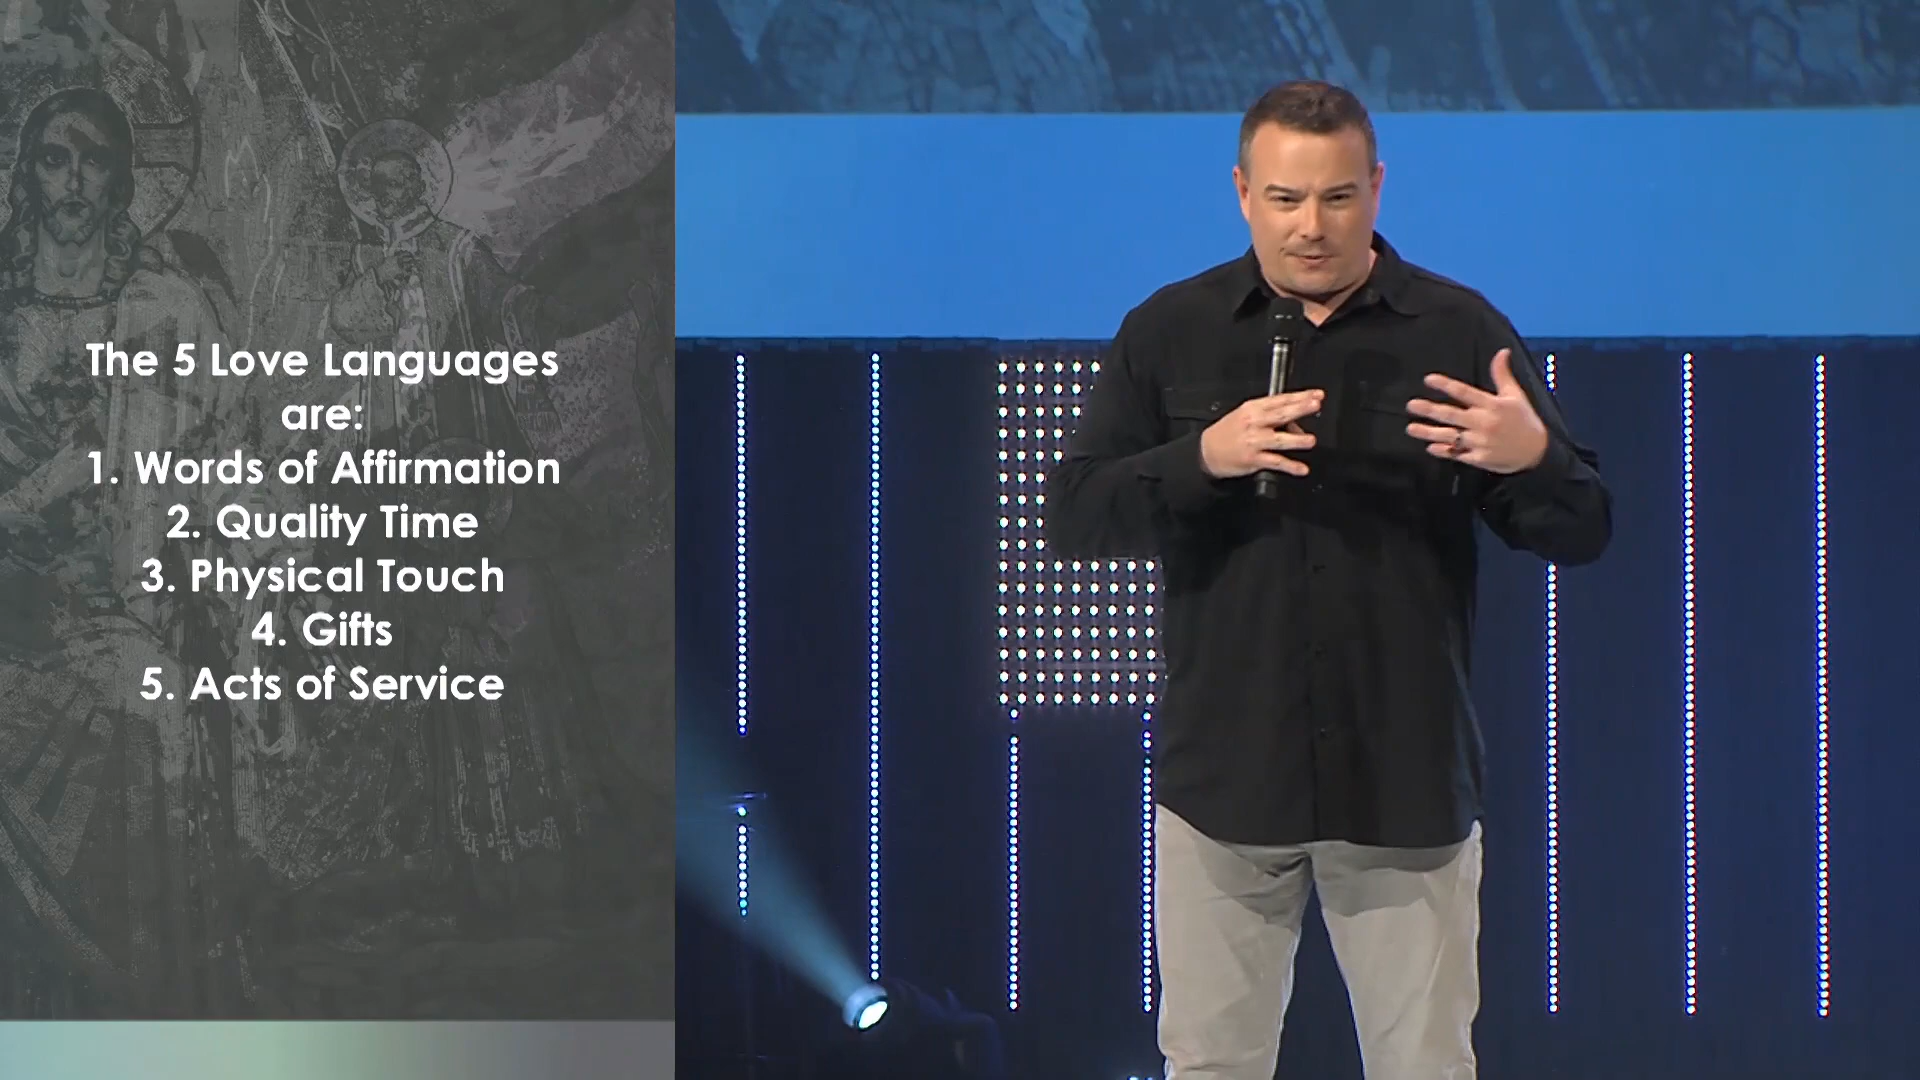 The 5 Love Languages
are:
1. Words of Affirmation
2. Quality Time
3. Physical Touch
4. Gifts
5. Acts of Service